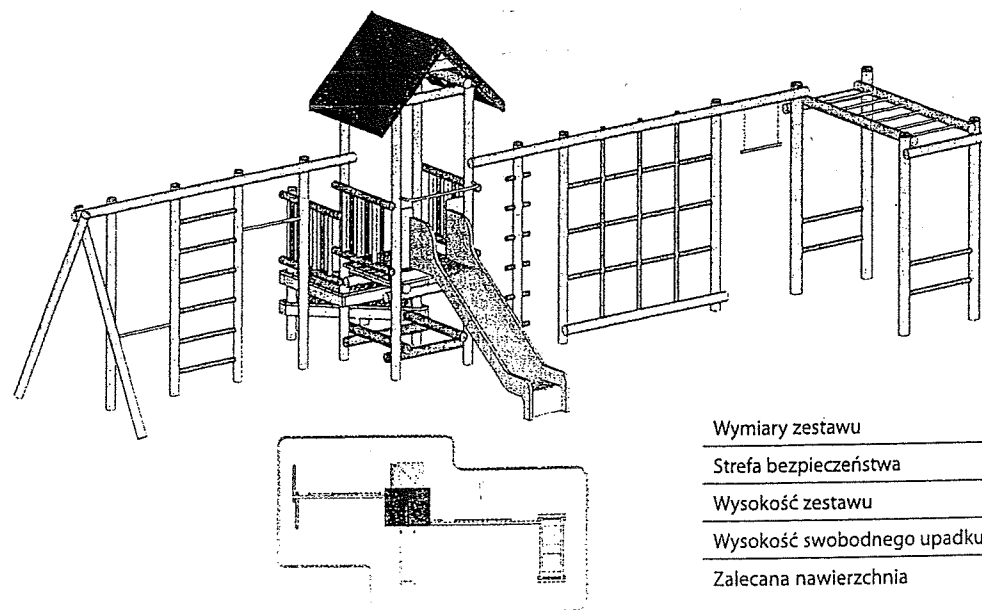 Wymiary zestawu
Strefa bezpieczeństwa
Wysokość zestawu
Wysokość swobodnego upadku
Zalecana nawierzchnia